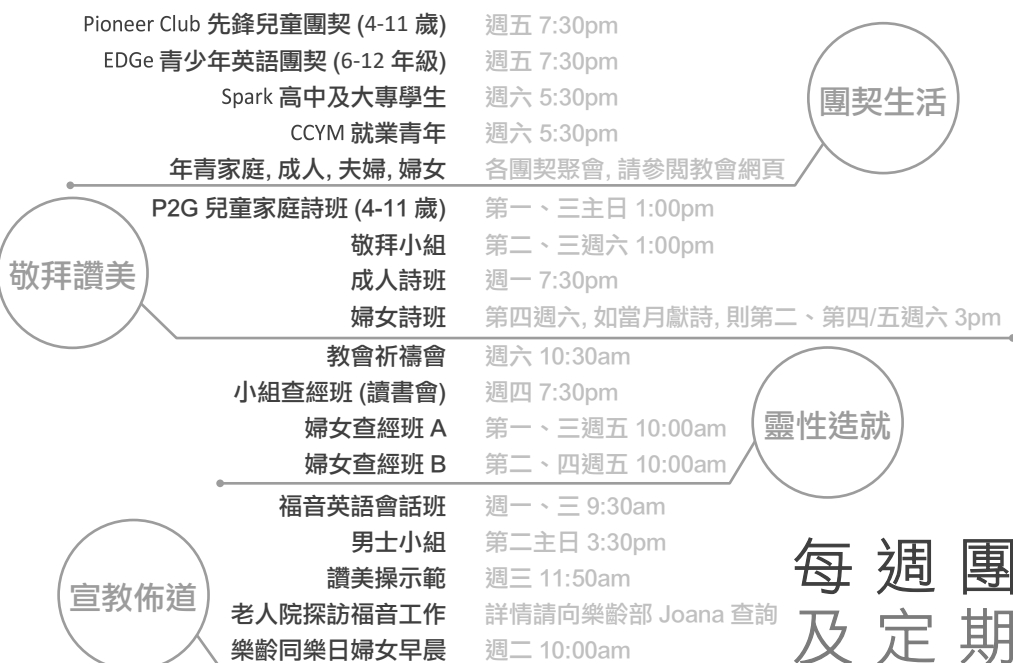 Pioneer Club 先鋒兒童團契 (4-11 歲) 週五 7:30pm
EDGe 青少年英語團契 (6-12 年級) 週五 7:30pm
Spark 高中及大專學生 週六 5:30pm
CCYM 就業青年 週六 5:30pm
年青家庭, 成人, 夫婦, 婦女 各團契聚會, 請參閱教會網頁
團契生活
P2G 兒童家庭詩班 (4-11 歲) 第一、三主日 1:00pm
敬拜小組 第二、三週六 1:00pm
成人詩班 週一 7:30pm
婦女詩班 第四週六, 如當月獻詩, 則第二、第四/五週六 3pm
敬拜讚美
教會祈禱會 週六 10:30am
小組查經班 (讀書會) 週四 7:30pm
婦女查經班 A 第一、三週五 10:00am
婦女查經班 B 第二、四週五 10:00am
靈性造就
福音英語會話班 週一、三 9:30am
男士小組 第二主日 3:30pm
讚美操示範 週三 11:50am
老人院探訪福音工作 詳情請向樂齡部 Joana 查詢
樂齡同樂日婦女早晨 週二 10:00am
宣教佈道
每週團
及定期